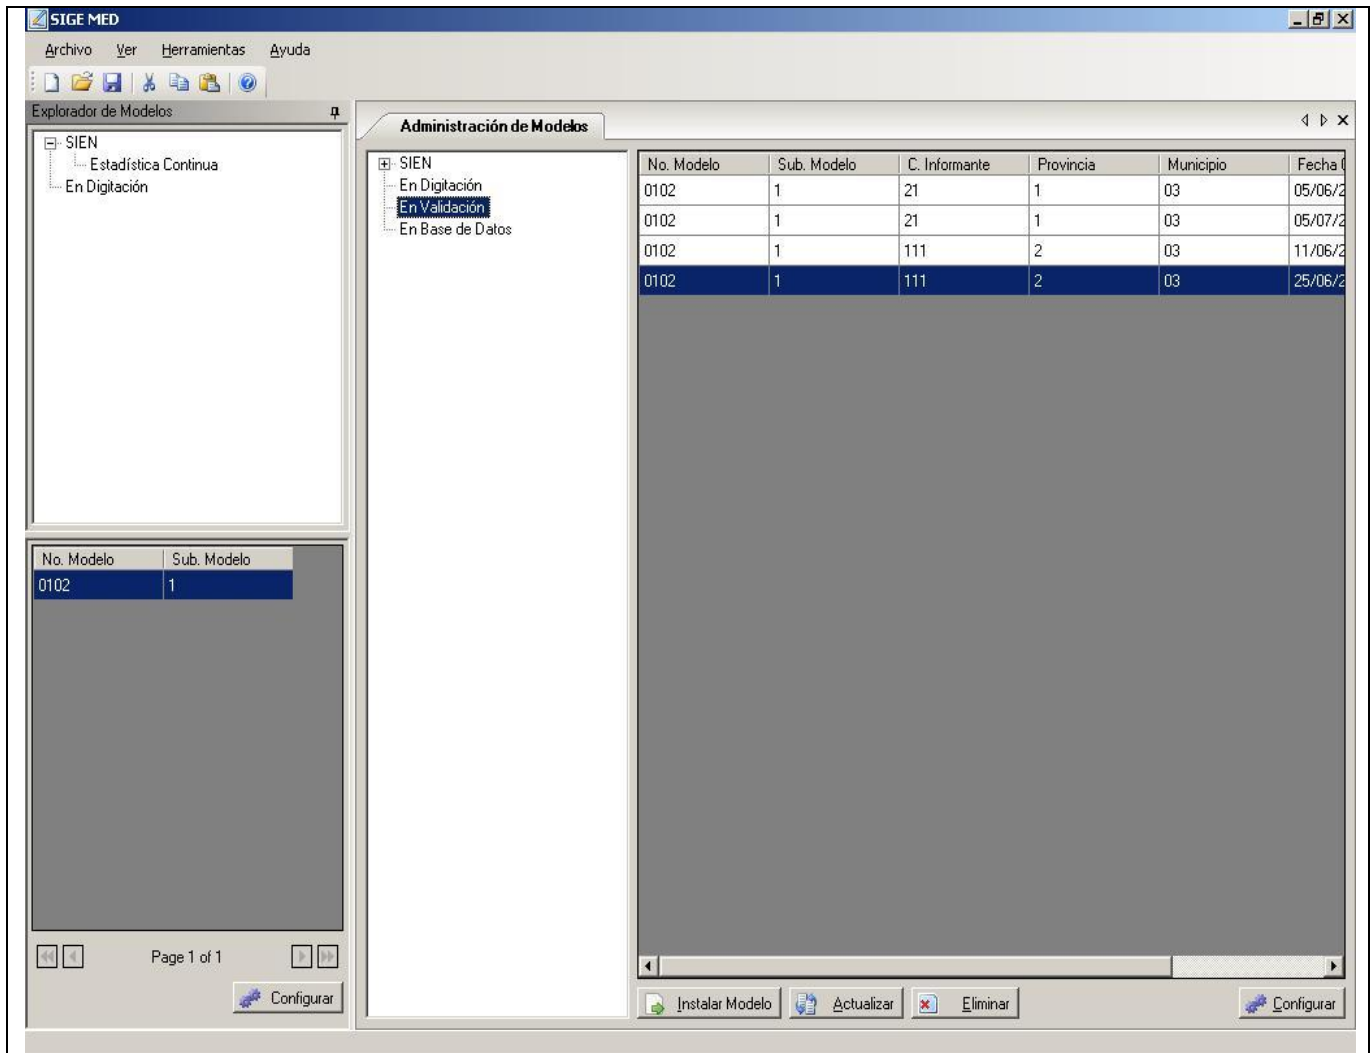 SIGE MED
Archivo Ver Herramientas Ayuda
Explorador de Modelos
SIEN
Estadística Continua
En Digitación
No. Modelo Sub. Modelo
0102 1
Page 1 of 1
Configurar
Administración de Modelos
SIEN
En Digitación
En Validación
En Base de Datos
No. Modelo Sub. Modelo C. Informante Provincia Municipio Fecha
0102 1 21 1 03 05/06/2
0102 1 21 1 03 05/07/2
0102 1 111 2 03 11/06/2
0102 1 111 2 03 25/06/2
Instalar Modelo Actualizar Eliminar Configurar